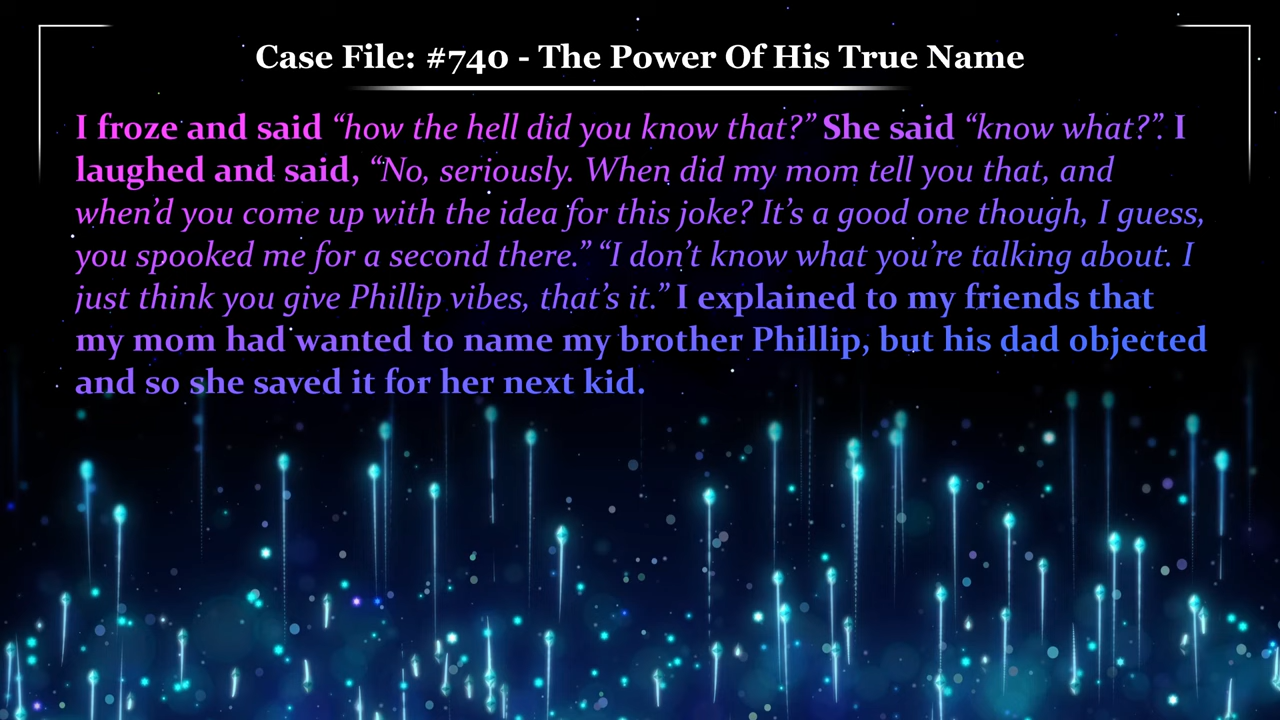 Case File: #740 - The Power Of His True Name
I froze and said “how the hell did you know that?” She said “know what?”. I
laughed and said, “No, seriously. When did my mom tell you that, and
when’d you come up with the idea for this joke? It’s a good one though, I guess,
you spooked me for a second there.” “I don’t know what you’re talking about. I
just think you give Phillip vibes, that’s it.” I explained to my friends that
my mom had wanted to name my brother Phillip, but his dad objected
and so she saved it for her next kid.